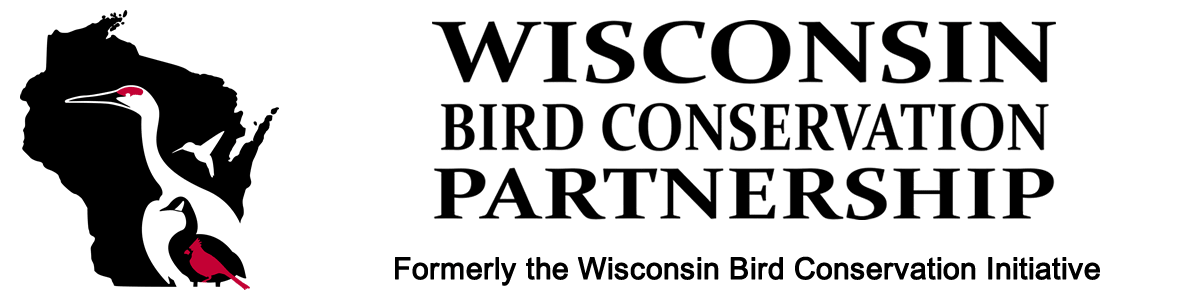 WISCONSIN
BIRD CONSERVATION
PARTNERSHIP
Formerly the Wisconsin Bird Conservation Initiative